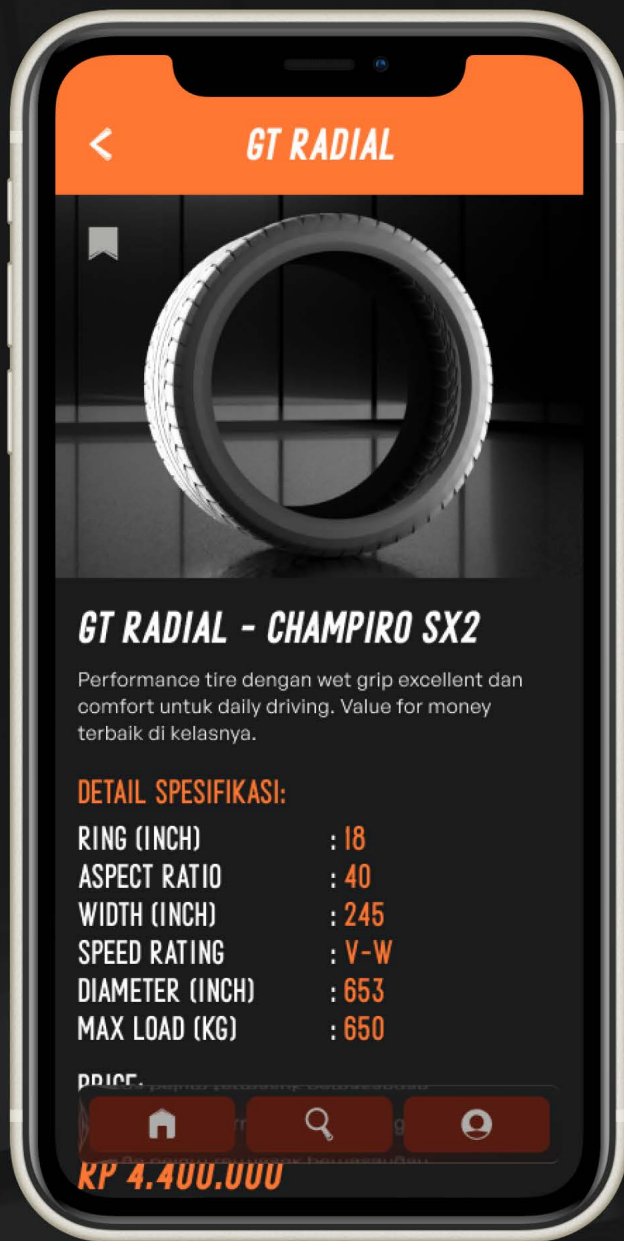 GT RADIAL
GT RADIAL - CHAMPIRO SX2
Performance tire dengan wet grip excellent dan
comfort untuk daily driving. Value for money
terbaik di kelasnya.
DETAIL SPESIFIKASI:
RING (INCH) : 18
ASPECT RATIO : 40
WIDTH (INCH) : 245
SPEED RATING : V-W
DIAMETER (INCH) : 653
MAX LOAD (KG) : 650
PRICE:
RP 4.400.000